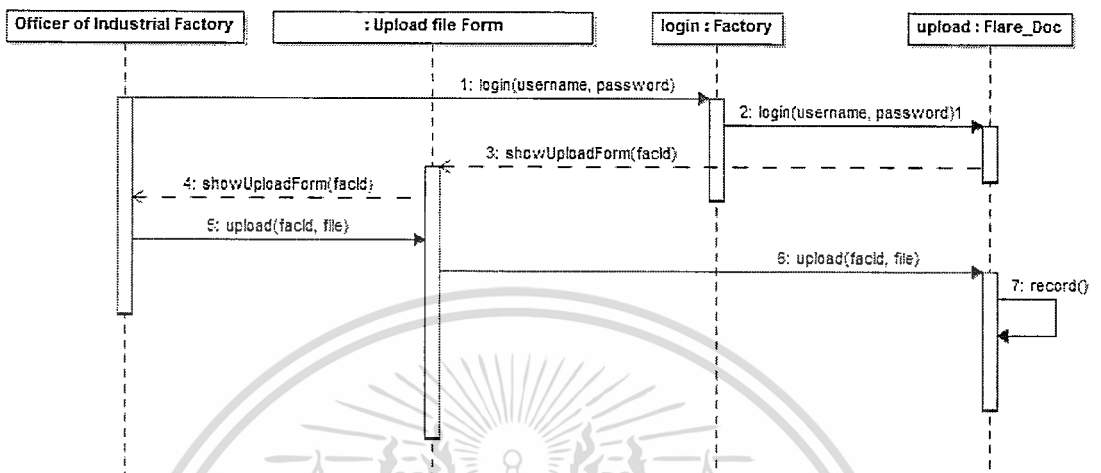 Officer of Industrial Factory
: Upload file Form
login : Factory
upload : Flare_Doc
1: login(username, password)
2: login(username, password)1
3: showUploadForm(facId)
4: showUploadForm(facId)
5: upload(facId, file)
6: upload(facId, file)
7: record()